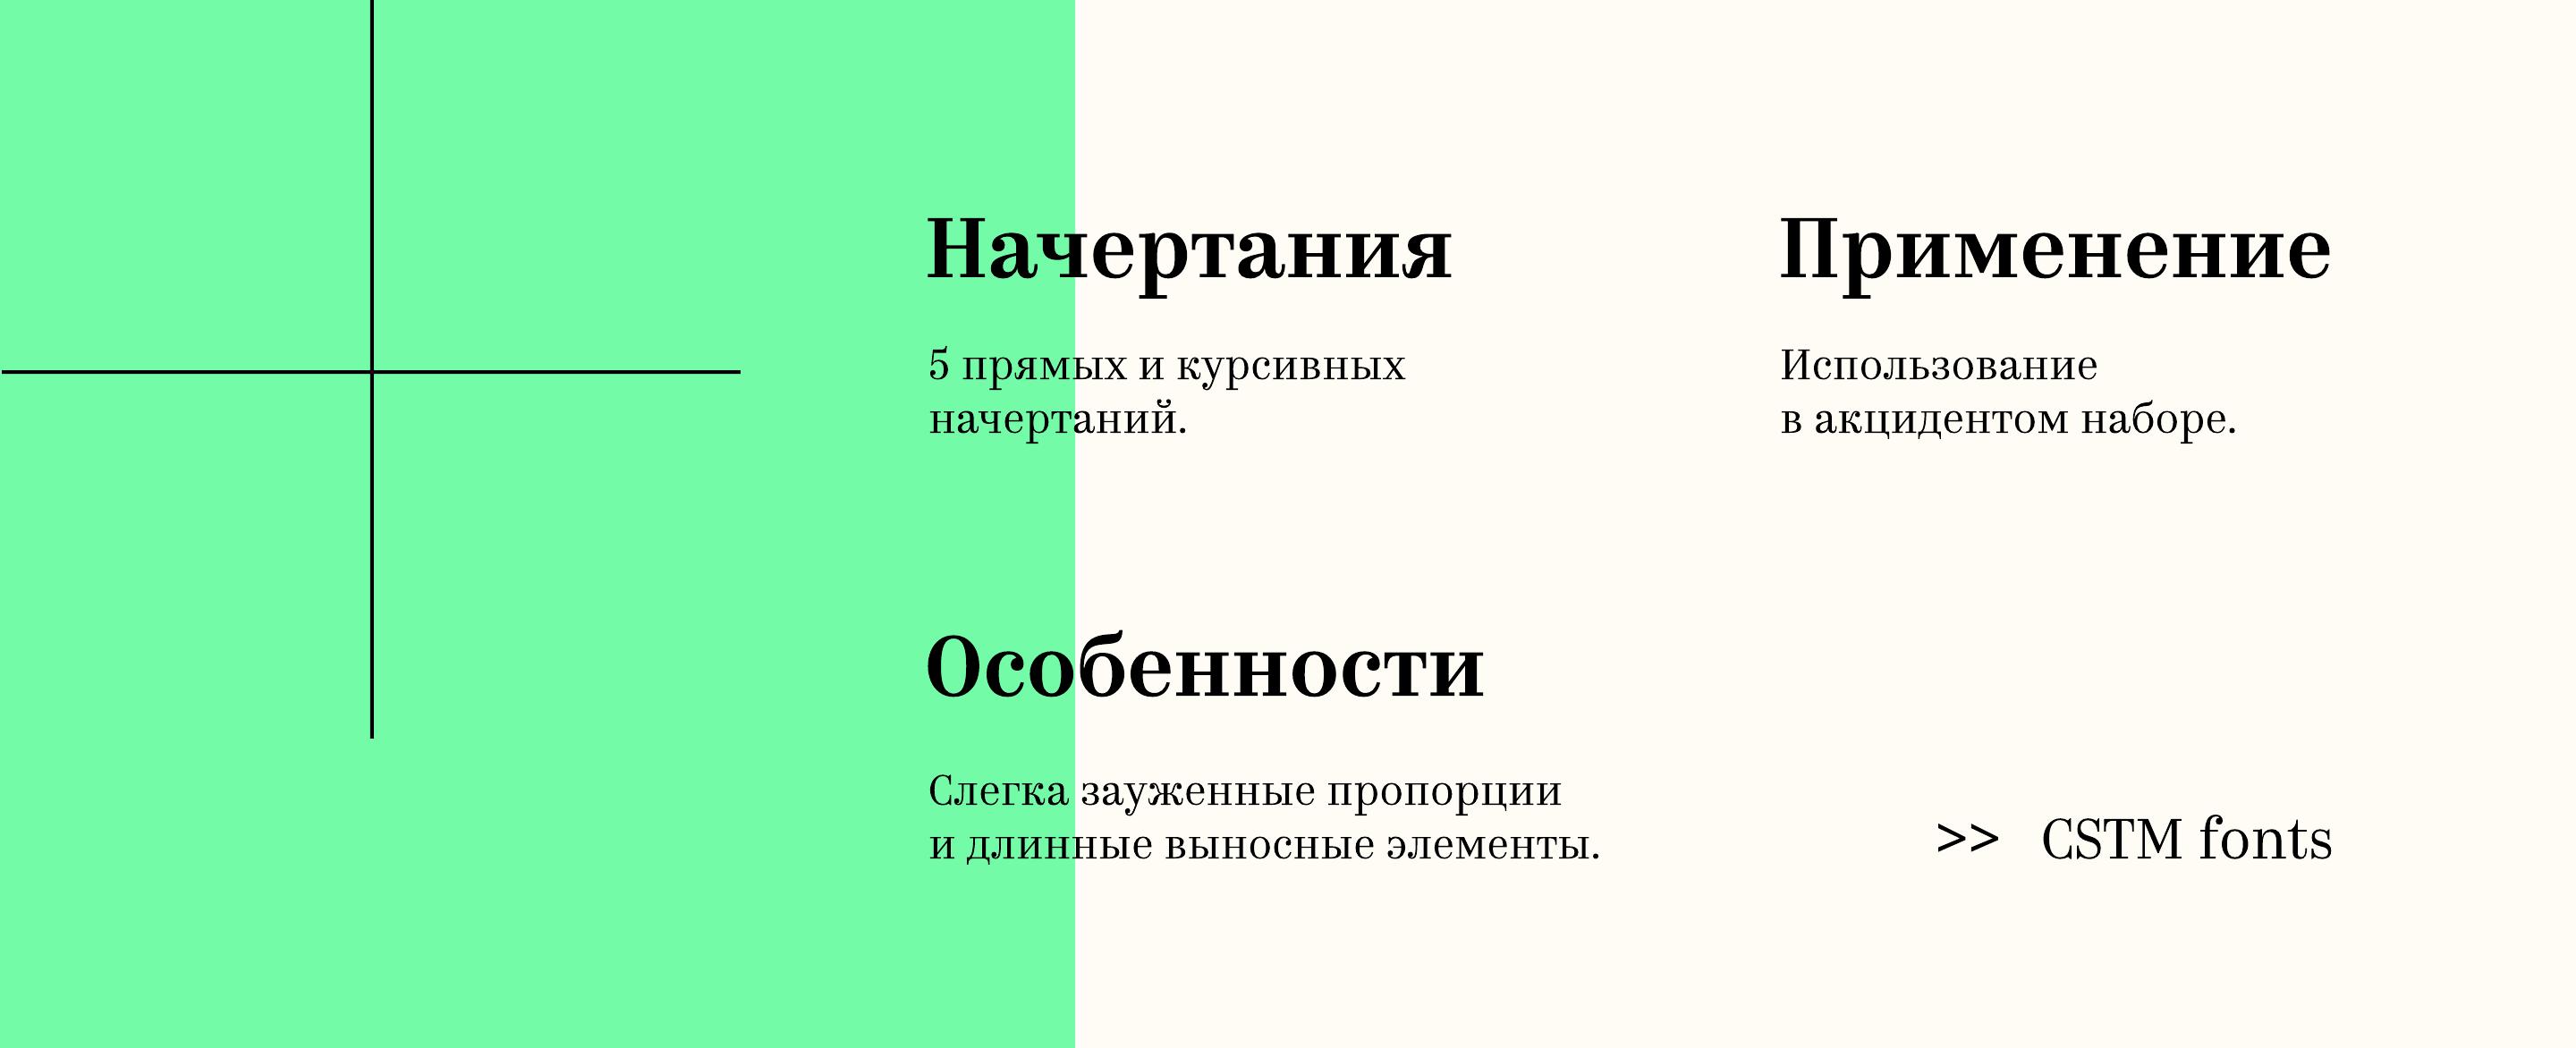 Начертания
5 прямых и курсивных
начертаний.
Применение
Использование
в акцидентом наборе.
Особенности
Слегка зауженные пропорции
и длинные выносные элементы.
>> CSTM fonts